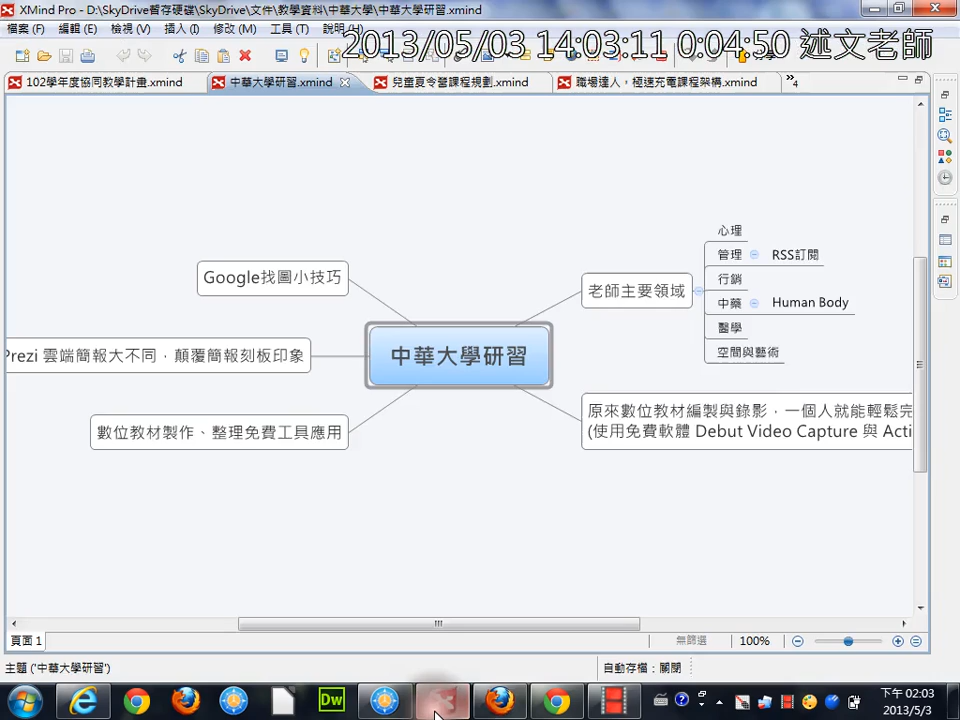 XMind Pro - D:\SkyDrive暫存硬碟\SkyDrive\文件\教學資料\中華大學\中華大學研習.xmind
檔案 (F) 編輯 (E) 檢視 (V) 插入 (I) 修改 (M) 工具 (T) 說明(H)
2013/05/03 14:03:11 0:04:50 述文老師
102學年度協同教學計畫.xmind 中華大學研習.xmind 兒童夏令營課程規劃.xmind 職場達人，極速充電課程架構.xmind 4
心理
管理 RSS訂閱
行銷
中藥 Human Body
醫學
空間與藝術
老師主要領域
Google找圖小技巧
中華大學研習
Prezi 雲端簡報大不同，顛覆簡報刻板印象
數位教材製作、整理免費工具應用
原來數位教材編製與錄影，一個人就能輕鬆完
(使用免費軟體 Debut Video Capture 與 Acti
頁面 1
無篩選 100%
主題 ('中華大學研習')
自動存檔：關閉
Dw
下午 02:03
2013/5/3